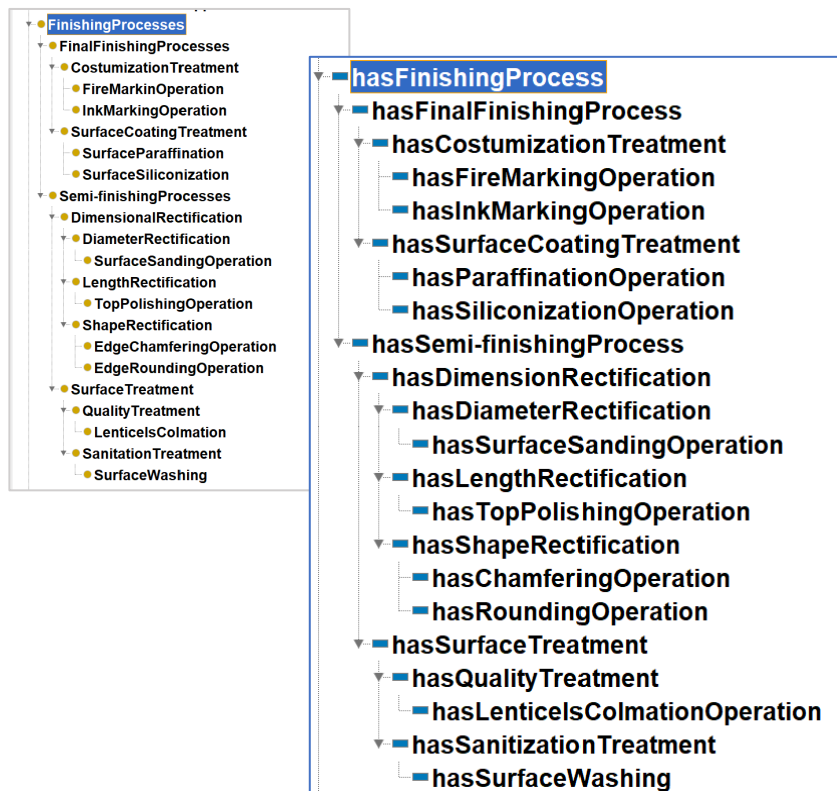 FinishingProcesses
FinalFinishingProcesses
CostumizationTreatment
FireMarkinOperation
InkMarkingOperation
SurfaceCoatingTreatment
SurfaceParaffination
SurfaceSiliconization
Semi-finishingProcesses
DimensionalRectification
DiameterRectification
SurfaceSandingOperation
LengthRectification
TopPolishingOperation
ShapeRectification
EdgeChamferingOperation
EdgeRoundingOperation
SurfaceTreatment
QualityTreatment
LenticelsColmation
SanitationTreatment
SurfaceWashing
hasFinishingProcess
hasFinalFinishingProcess
hasCostumizationTreatment
hasFireMarkingOperation
hasInkMarkingOperation
hasSurfaceCoatingTreatment
hasParaffinationOperation
hasSiliconizationOperation
hasSemi-finishingProcess
hasDimensionRectification
hasDiameterRectification
hasSurfaceSandingOperation
hasLengthRectification
hasTopPolishingOperation
hasShapeRectification
hasChamferingOperation
hasRoundingOperation
hasSurfaceTreatment
hasQualityTreatment
hasLenticelsColmationOperation
hasSanitizationTreatment
hasSurfaceWashing